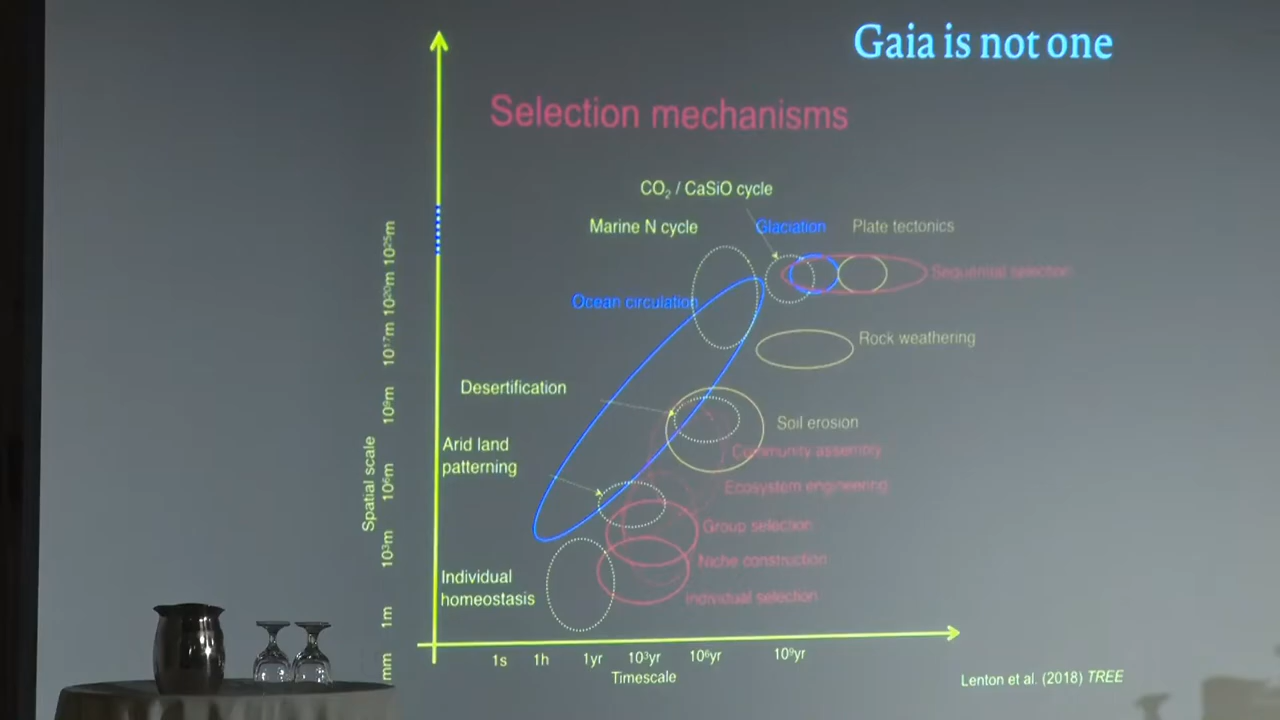 Gaia is not one
Selection mechanisms
CO₂ / CaSiO cycle
Marine N cycle
Glaciation
Plate tectonics
Sequential selection
Ocean circulation
Rock weathering
Desertification
Soil erosion
Arid land
patterning
Community assembly
Ecosystem engineering
Group selection
Niche construction
Individual
homeostasis
Individual selection
Spatial scale
mm 1m 10³m 10⁶m 10⁹m 10¹⁷m 10²⁰m 10²⁵m
1s 1h 1yr 10³yr 10⁶yr 10⁹yr
Timescale
Lenton et al. (2018) TREE